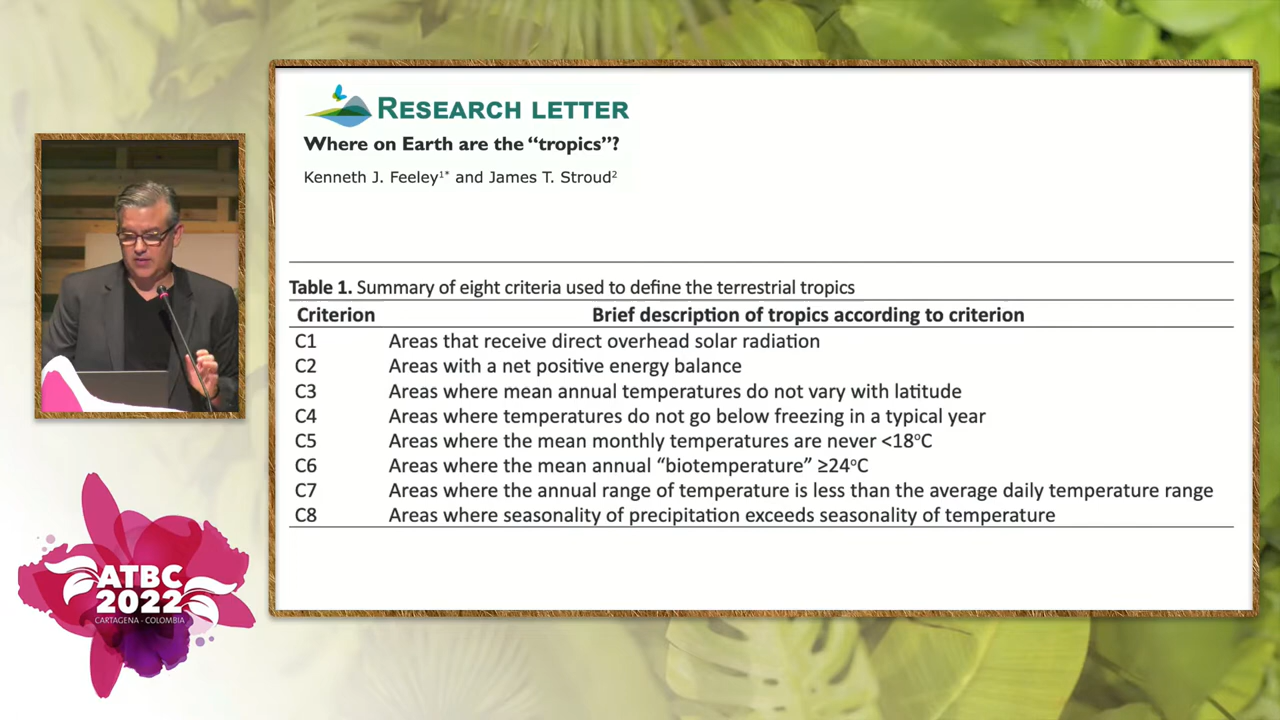 RESEARCH LETTER
Where on Earth are the “tropics”?
Kenneth J. Feeley¹* and James T. Stroud²
Table 1. Summary of eight criteria used to define the terrestrial tropics
Criterion Brief description of tropics according to criterion
C1 Areas that receive direct overhead solar radiation
C2 Areas with a net positive energy balance
C3 Areas where mean annual temperatures do not vary with latitude
C4 Areas where temperatures do not go below freezing in a typical year
C5 Areas where the mean monthly temperatures are never <18°C
C6 Areas where the mean annual “biotemperature” ≥24°C
C7 Areas where the annual range of temperature is less than the average daily temperature range
C8 Areas where seasonality of precipitation exceeds seasonality of temperature
ATBC
2022
CARTAGENA - COLOMBIA